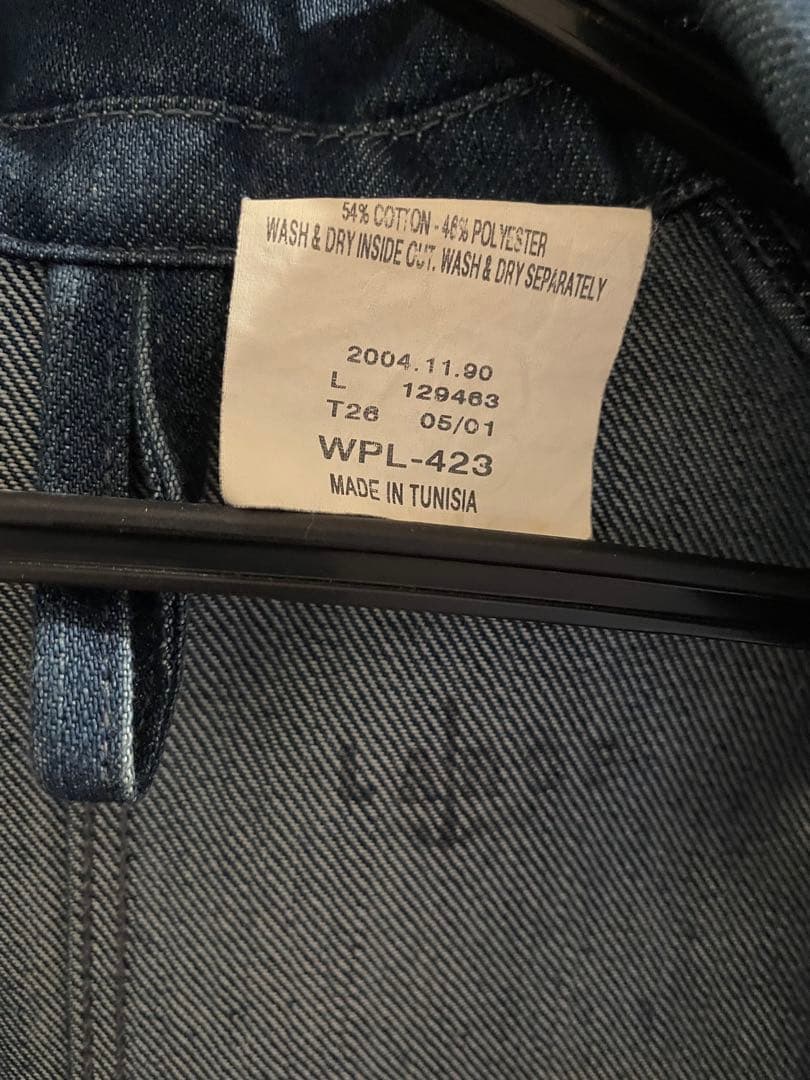 54% COTTON - 46% POLYESTER
WASH & DRY INSIDE OUT. WASH & DRY SEPARATELY
2004.11.90
L 129463
T26 05/01
WPL-423
MADE IN TUNISIA